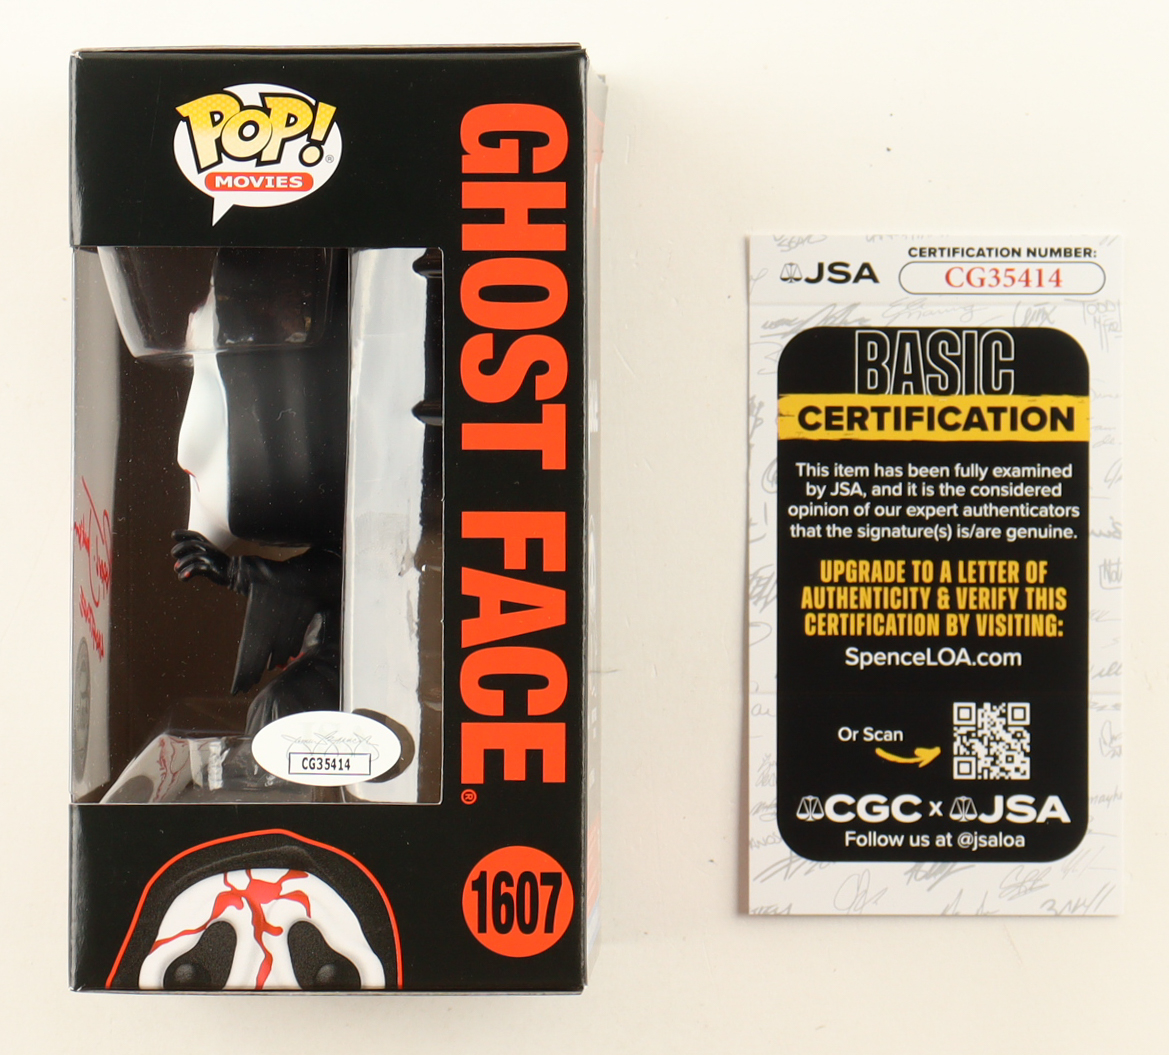 POP!®
MOVIES
GHOST FACE®
CG35414
1607
JSA
CERTIFICATION NUMBER:
CG35414
BASIC
CERTIFICATION
This item has been fully examined
by JSA, and it is the considered
opinion of our expert authenticators
that the signature(s) is/are genuine.
UPGRADE TO A LETTER OF
AUTHENTICITY & VERIFY THIS
CERTIFICATION BY VISITING:
SpenceLOA.com
Or Scan
CGC x JSA
Follow us at @jsaloa